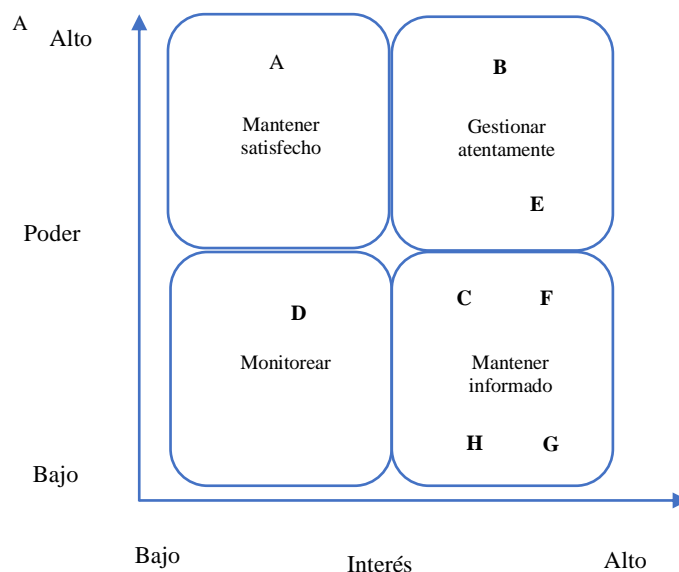 A
Alto
A
B
Mantener
satisfecho
Gestionar
atentamente
E
Poder
C F
D
Monitorear
Mantener
informado
H G
Bajo
Bajo
Interés
Alto